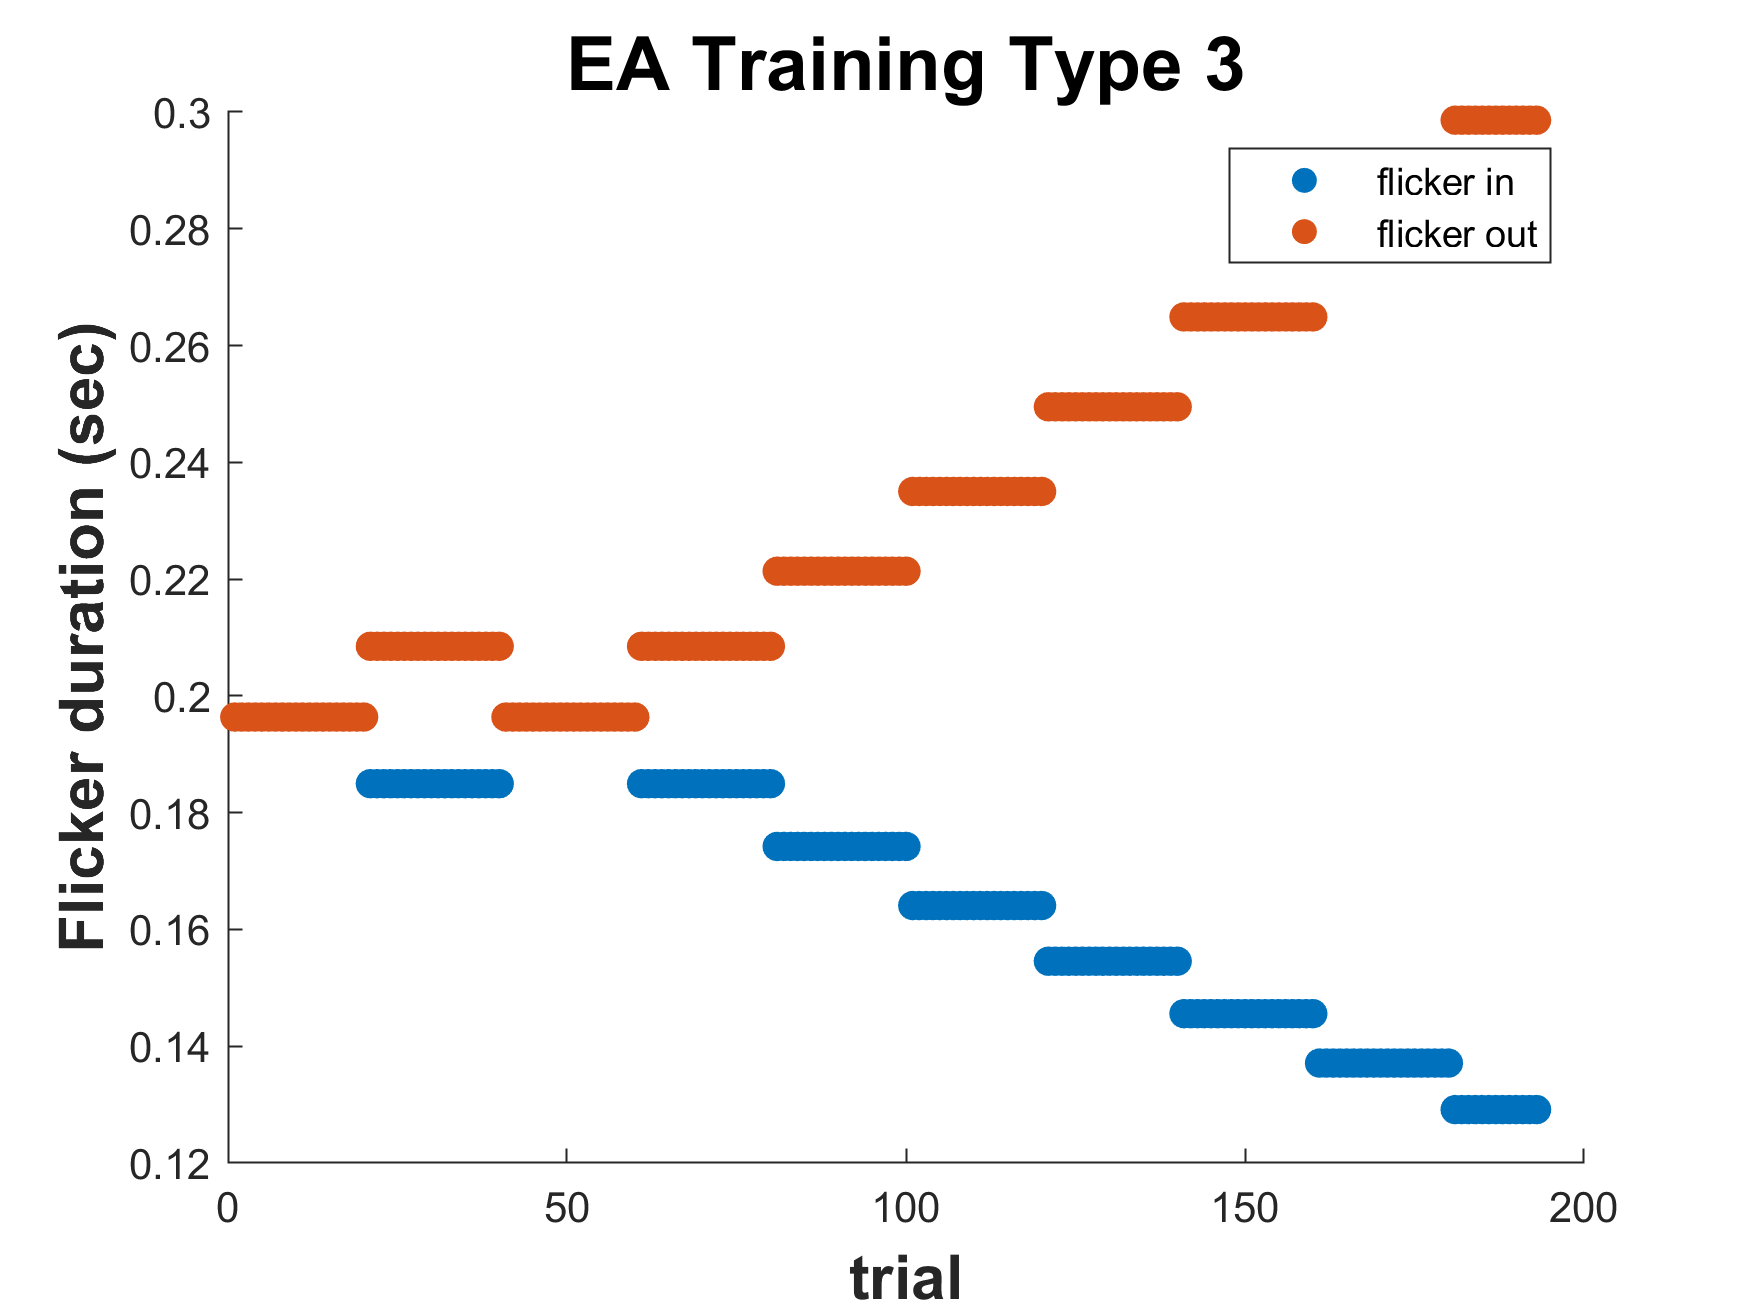 EA Training Type 3
0.3
0.28
0.26
0.24
0.22
0.2
0.18
0.16
0.14
0.12
Flicker duration (sec)
flicker in
flicker out
0 50 100 150 200
trial